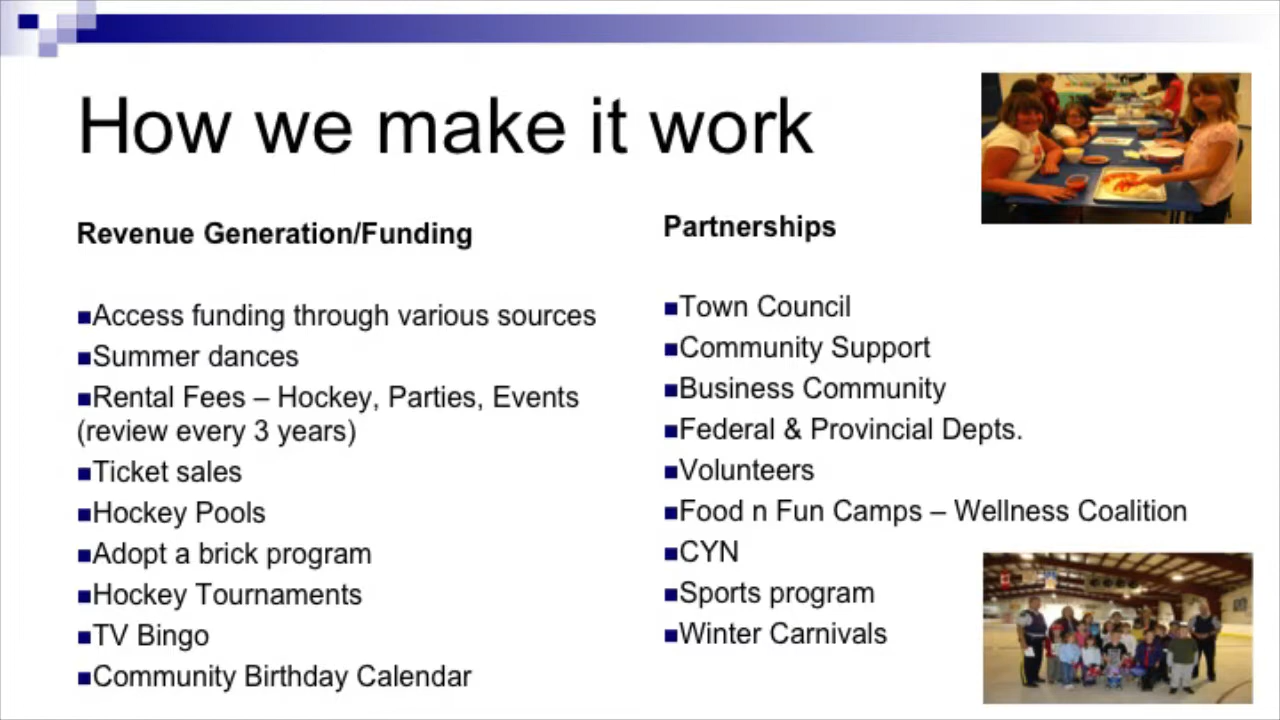 How we make it work
Revenue Generation/Funding
■Access funding through various sources
■Summer dances
■Rental Fees – Hockey, Parties, Events
(review every 3 years)
■Ticket sales
■Hockey Pools
■Adopt a brick program
■Hockey Tournaments
■TV Bingo
■Community Birthday Calendar
Partnerships
■Town Council
■Community Support
■Business Community
■Federal & Provincial Depts.
■Volunteers
■Food n Fun Camps – Wellness Coalition
■CYN
■Sports program
■Winter Carnivals